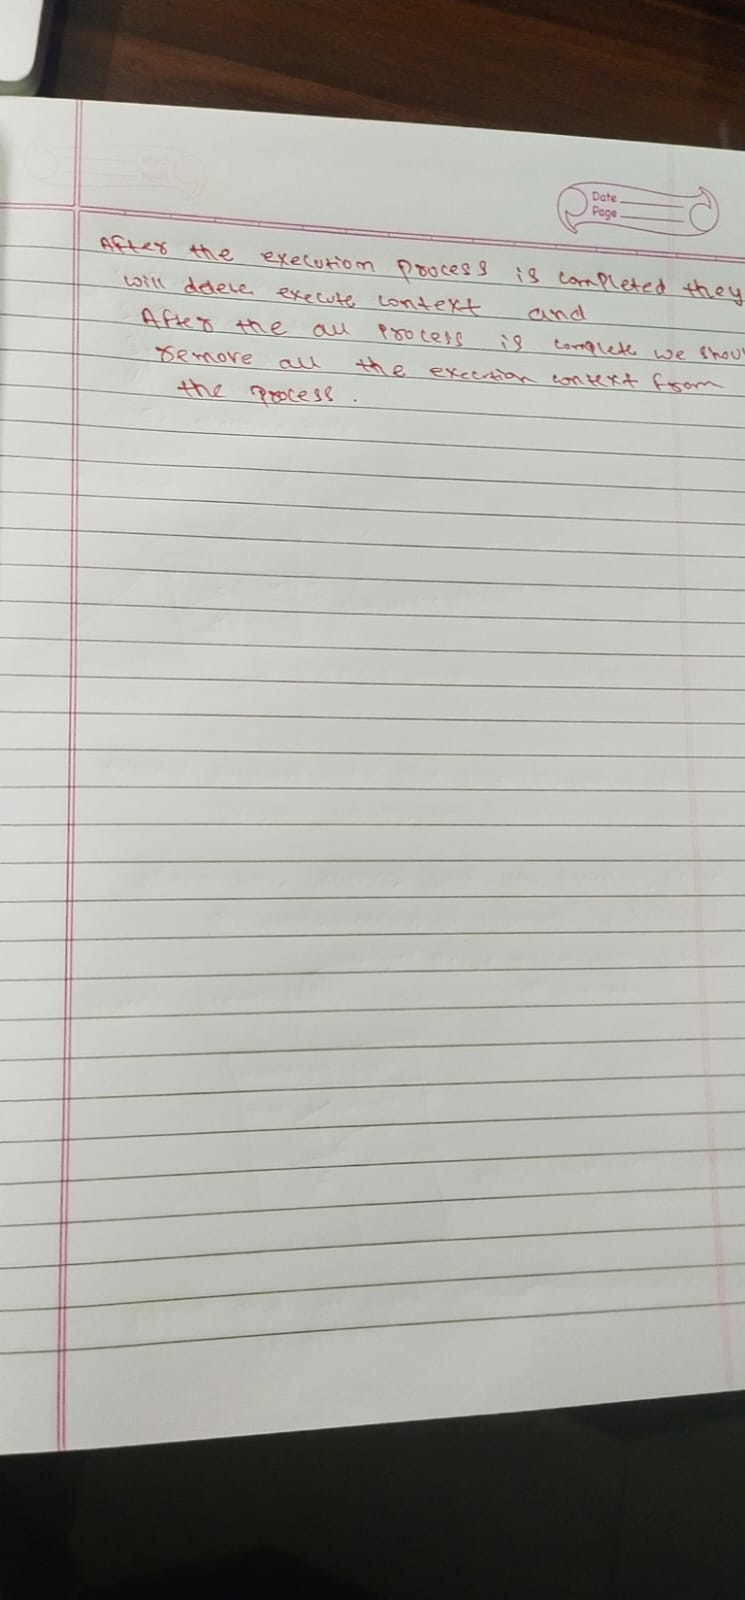 Date
Page
After the execution process is completed they
will delete execute context and
After the all process is complete we shou
remove all the execution context from
the process.